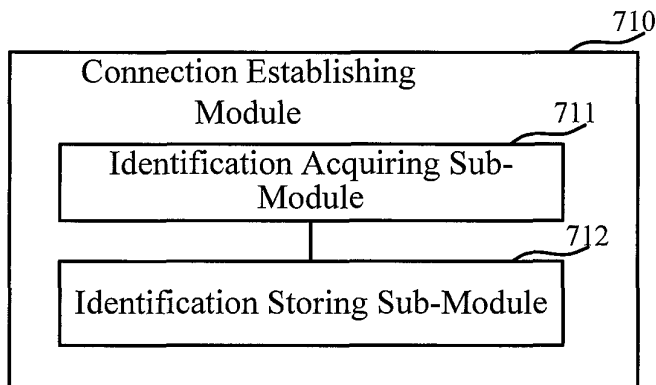 710
Connection Establishing
Module
711
Identification Acquiring Sub-
Module
712
Identification Storing Sub-Module